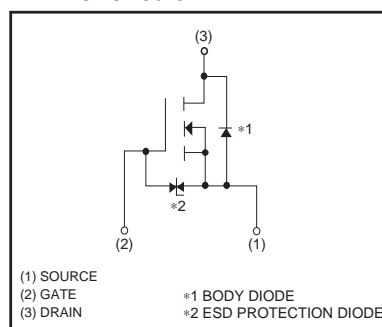 (3)
*1
*2
(2)
(1)
(1) SOURCE
(2) GATE
(3) DRAIN
*1 BODY DIODE
*2 ESD PROTECTION DIODE